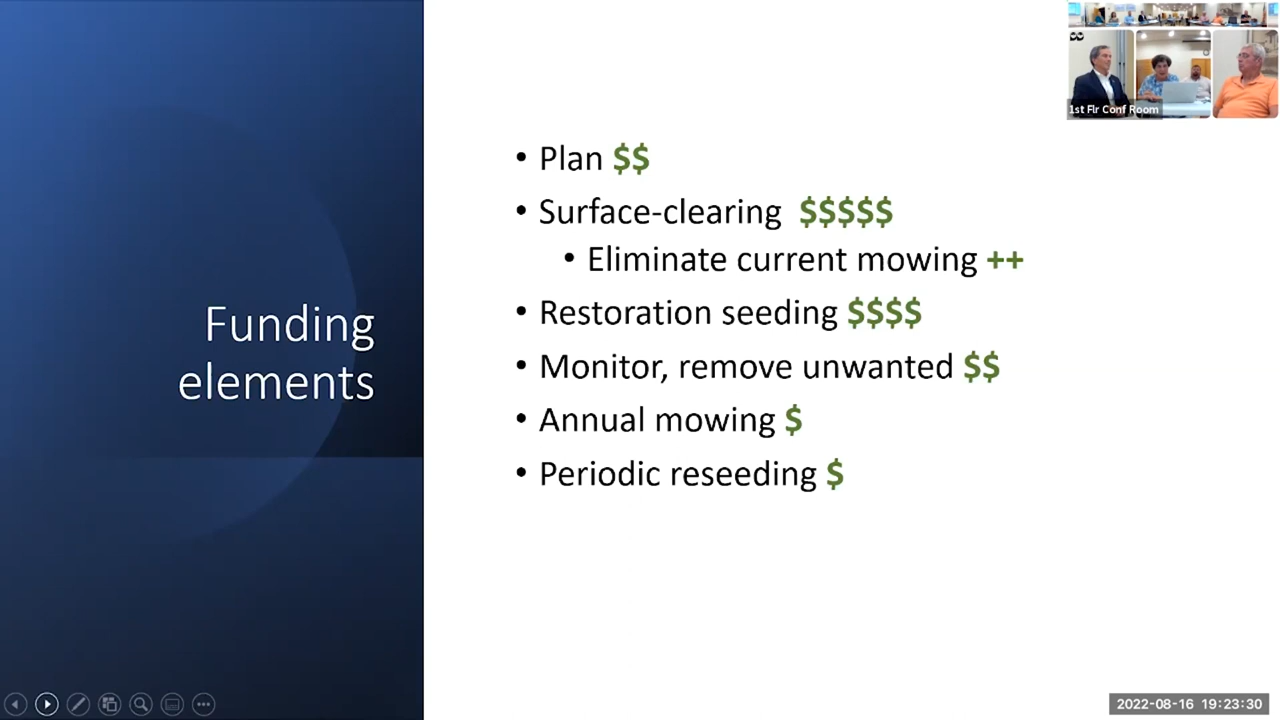 1st Flr Conf Room
Funding
elements
• Plan $$
• Surface-clearing $$$$$
• Eliminate current mowing ++
• Restoration seeding $$$$
• Monitor, remove unwanted $$
• Annual mowing $
• Periodic reseeding $
2022-08-16 19:23:30